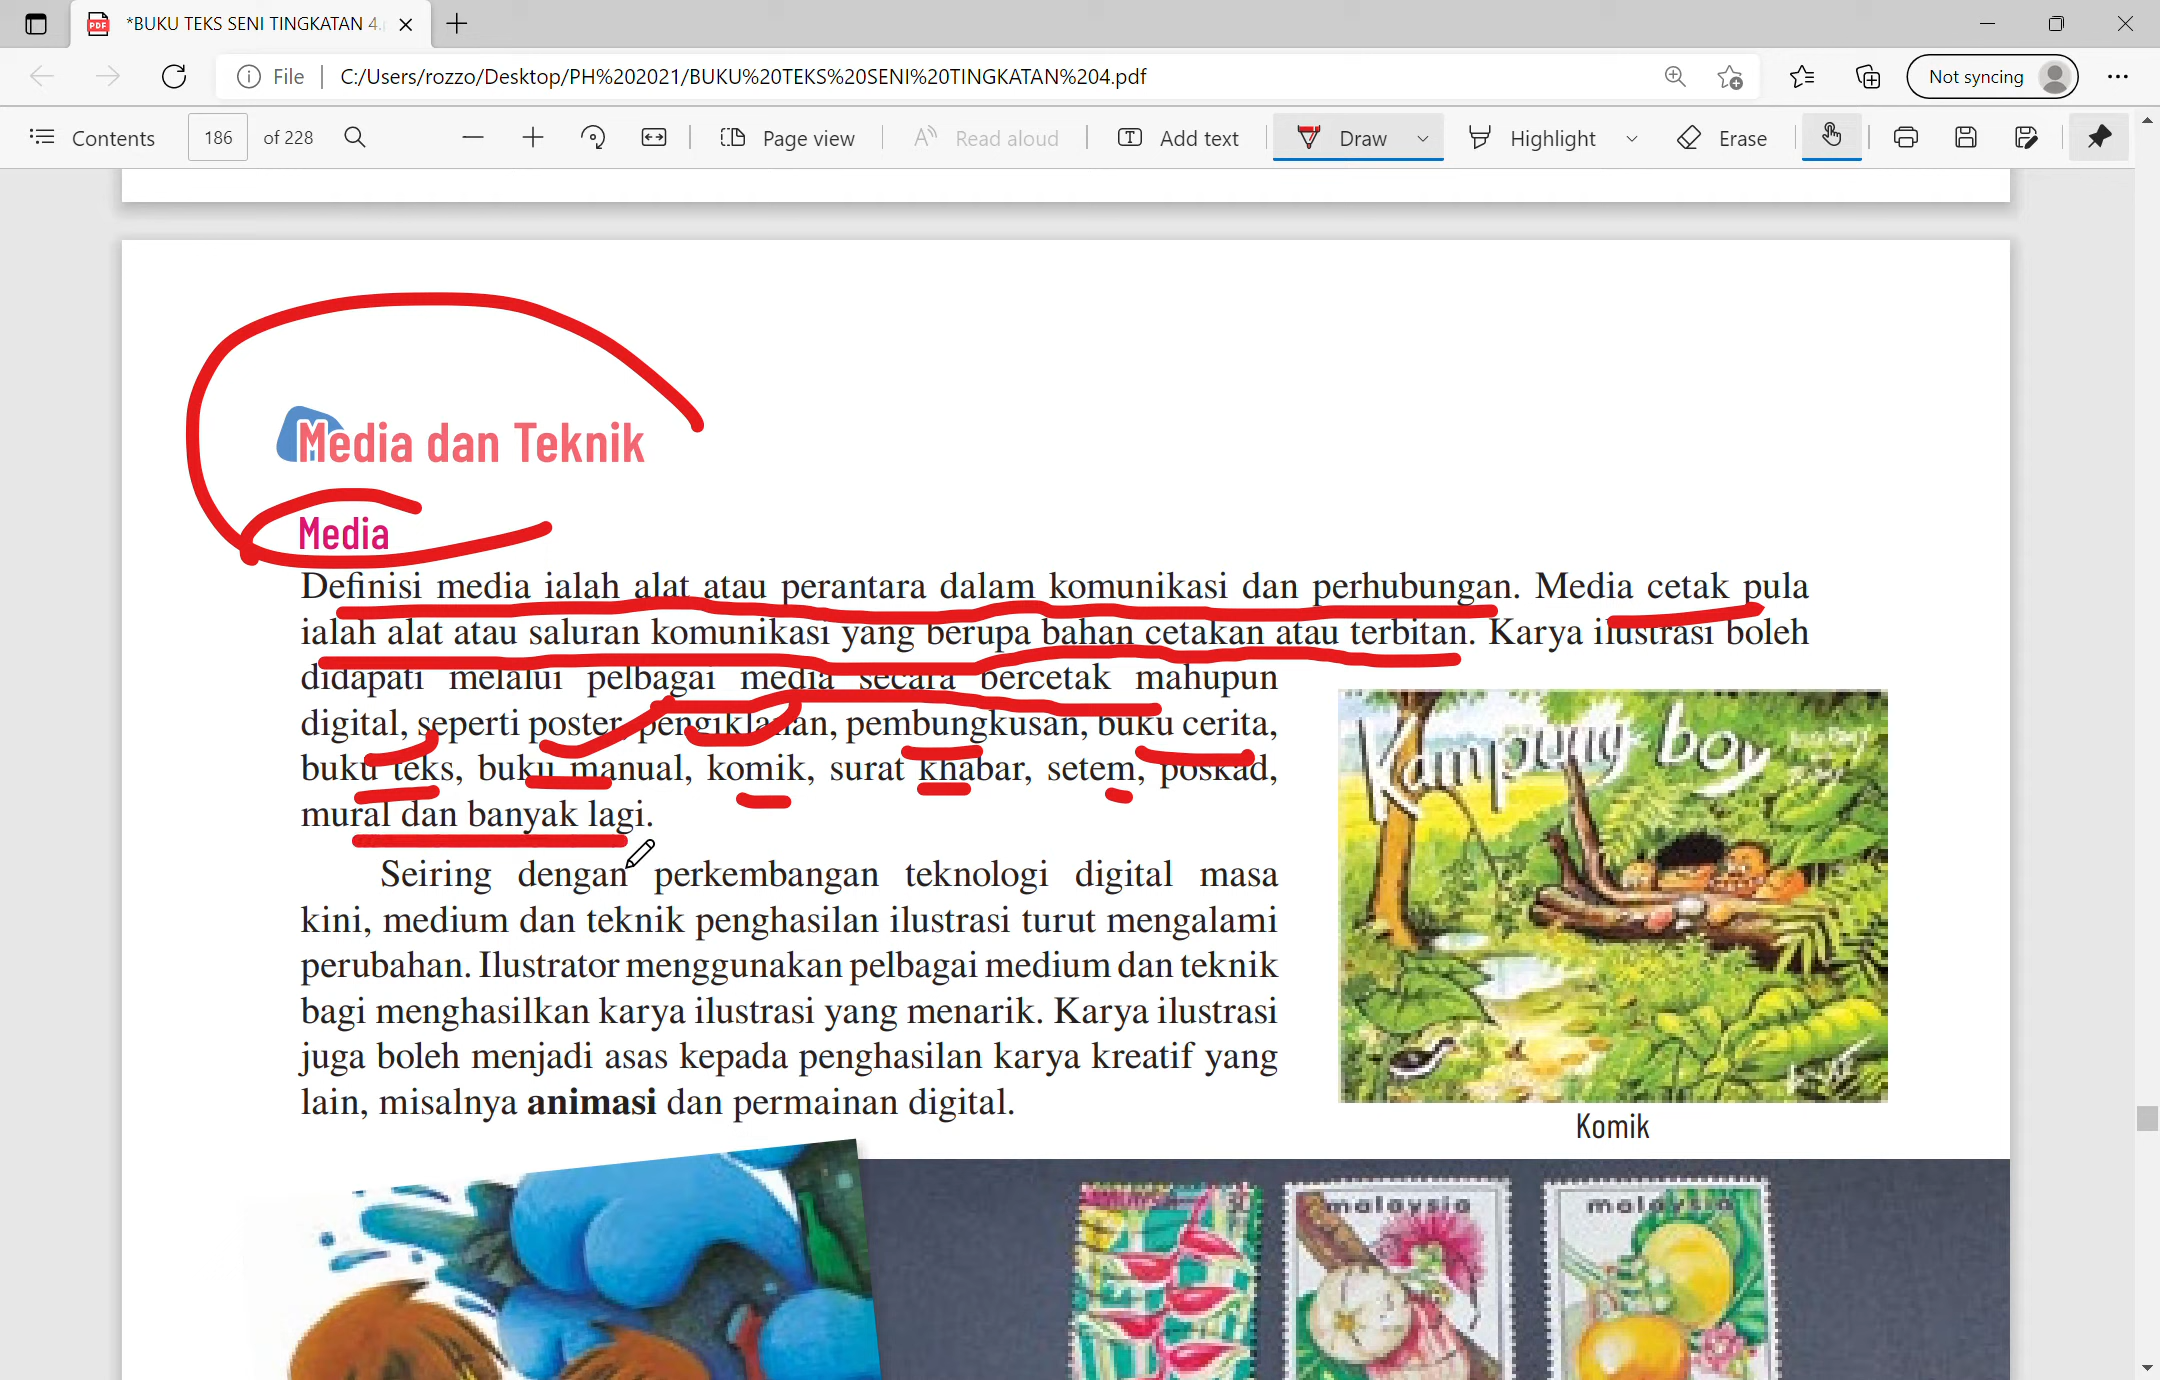 *BUKU TEKS SENI TINGKATAN 4.
File C:/Users/rozzo/Desktop/PH%202021/BUKU%20TEKS%20SENI%20TINGKATAN%204.pdf Not syncing
Contents 186 of 228 Page view Read aloud Add text Draw Highlight Erase
Media dan Teknik
Media
Definisi media ialah alat atau perantara dalam komunikasi dan perhubungan. Media cetak pula
ialah alat atau saluran komunikasi yang berupa bahan cetakan atau terbitan. Karya ilustrasi boleh
didapati melalui pelbagai media secara bercetak mahupun
digital, seperti poster, pengiklanan, pembungkusan, buku cerita,
buku teks, buku manual, komik, surat khabar, setem, poskad,
mural dan banyak lagi.
Seiring dengan perkembangan teknologi digital masa
kini, medium dan teknik penghasilan ilustrasi turut mengalami
perubahan. Ilustrator menggunakan pelbagai medium dan teknik
bagi menghasilkan karya ilustrasi yang menarik. Karya ilustrasi
juga boleh menjadi asas kepada penghasilan karya kreatif yang
lain, misalnya animasi dan permainan digital.
Kampung boy
Komik
malaysia
malaysia